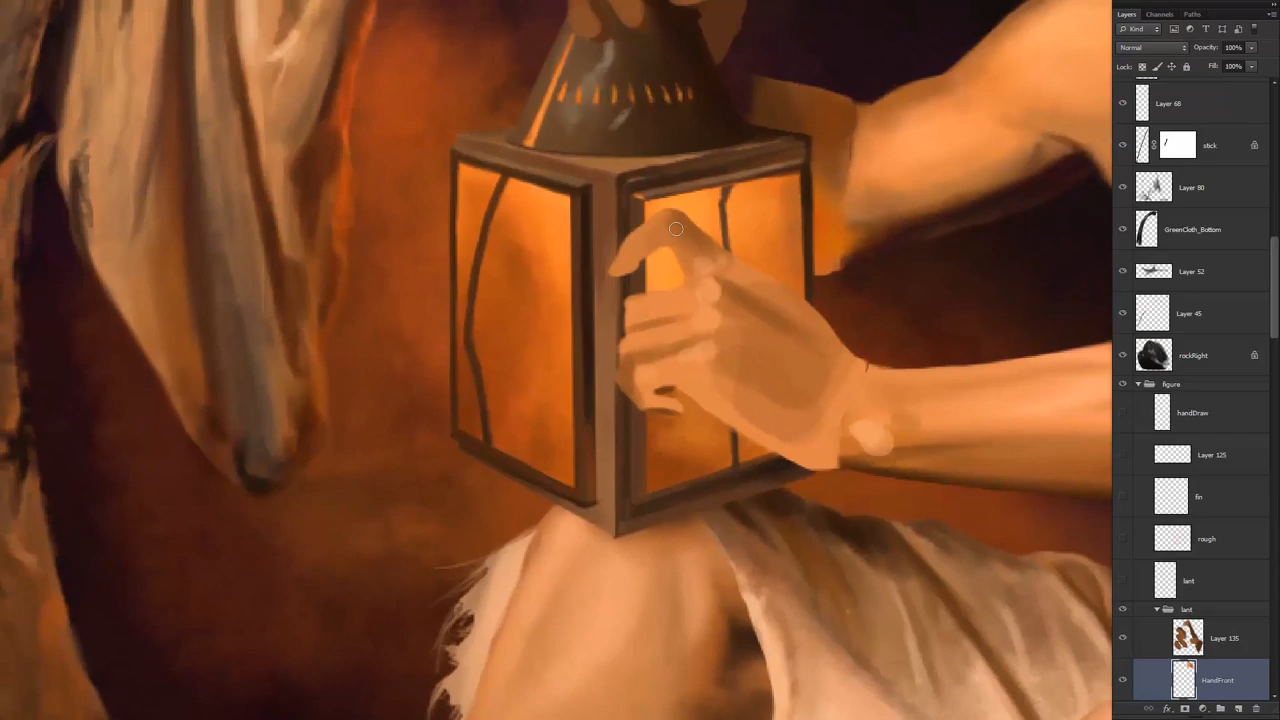 Layers Channels Paths
Kind
Normal Opacity: 100%
Lock: Fill: 100%
Layer 68
stick
Layer 80
GreenCloth_Bottom
Layer 52
Layer 45
rockRight
figure
handDraw
Layer 125
fin
rough
lant
lant
Layer 135
HandFront
fx